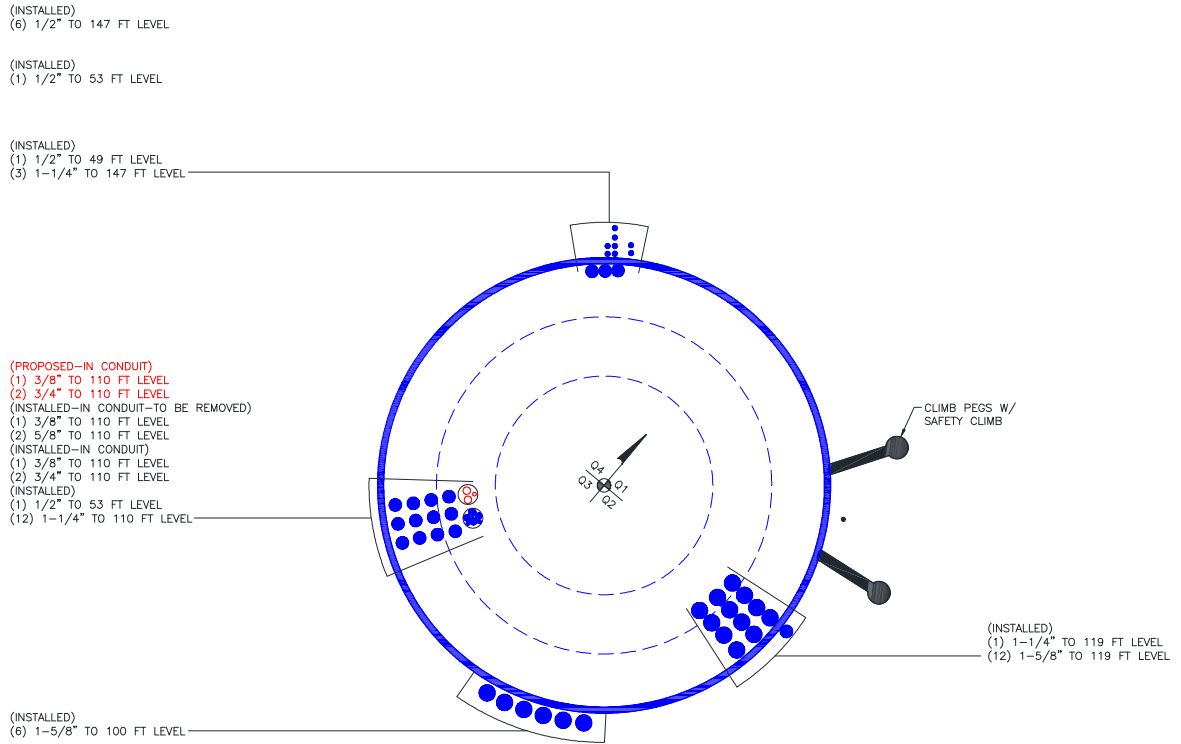 (INSTALLED)
(6) 1/2" TO 147 FT LEVEL
(INSTALLED)
(1) 1/2" TO 53 FT LEVEL
(INSTALLED)
(1) 1/2" TO 49 FT LEVEL
(3) 1-1/4" TO 147 FT LEVEL
(PROPOSED-IN CONDUIT)
(1) 3/8" TO 110 FT LEVEL
(2) 3/4" TO 110 FT LEVEL
(INSTALLED-IN CONDUIT-TO BE REMOVED)
(1) 3/8" TO 110 FT LEVEL
(2) 5/8" TO 110 FT LEVEL
(INSTALLED-IN CONDUIT)
(1) 3/8" TO 110 FT LEVEL
(2) 3/4" TO 110 FT LEVEL
(INSTALLED)
(1) 1/2" TO 53 FT LEVEL
(12) 1-1/4" TO 110 FT LEVEL
CLIMB PEGS W/
SAFETY CLIMB
Q4
Q1
Q3
Q2
(INSTALLED)
(1) 1-1/4" TO 119 FT LEVEL
(12) 1-5/8" TO 119 FT LEVEL
(INSTALLED)
(6) 1-5/8" TO 100 FT LEVEL